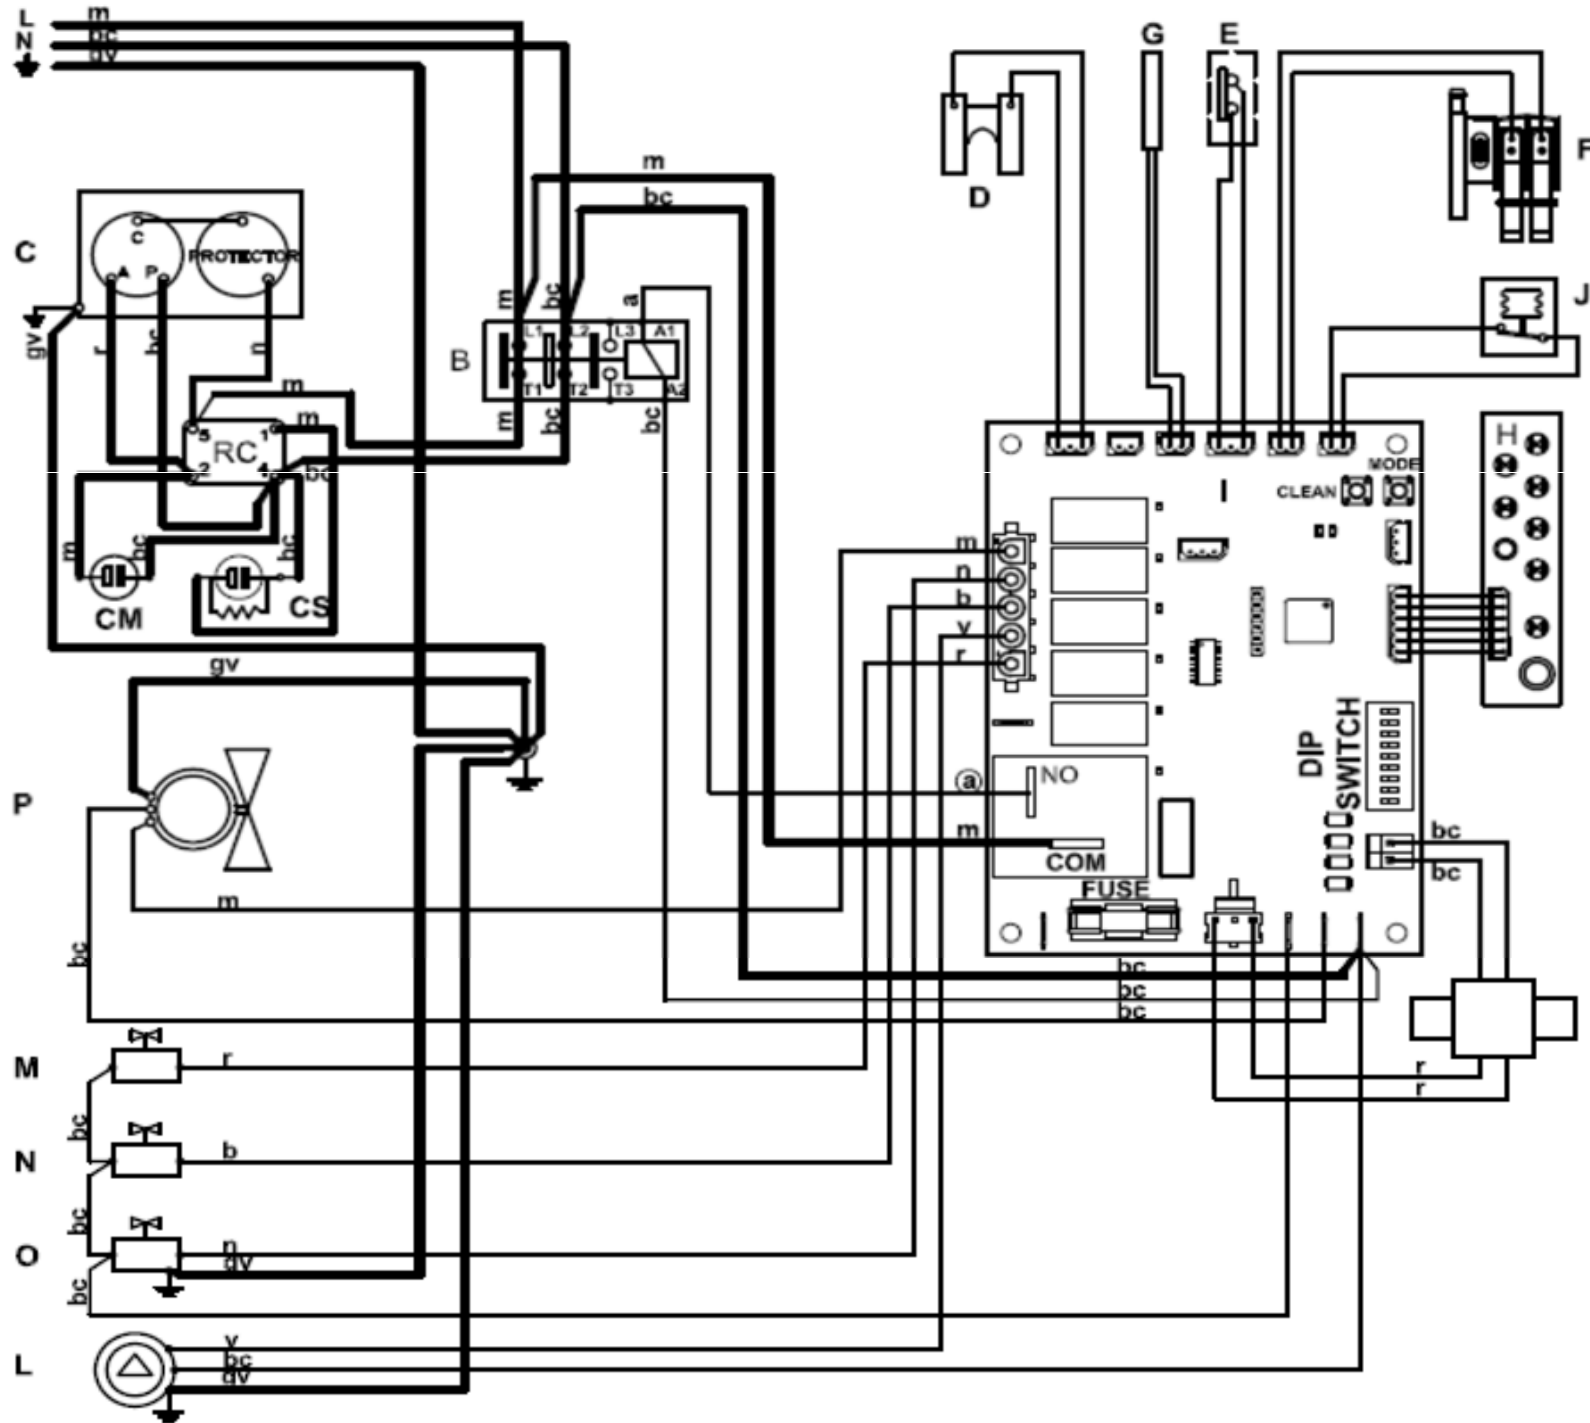 L m
N bc
gv
G E
F
D
m
bc
C
C
A P PROTECTOR
J
a
m bc
gv r bc n
L1 L2 L3 A1
B
T1 T2 T3 A2
m
m bc bc
5 1 m
RC
2 4 bc
H
MODE
CLEAN
m bc bc
CM CS
m
n
b
v
r
gv
DIP SWITCH
NO
a
P
m
COM
bc
bc
FUSE
m
bc
bc
bc
bc
M r
r
r
bc
N b
bc
O n
gv
bc
L v
bc
gv